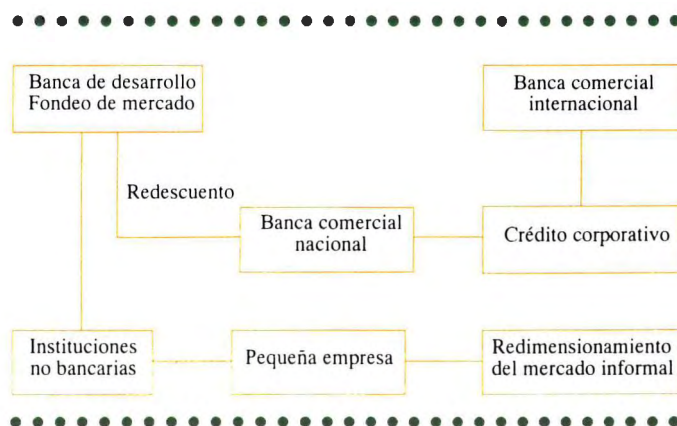 Banca de desarrollo
Fondeo de mercado
Banca comercial
internacional
Redescuento
Banca comercial
nacional
Crédito corporativo
Instituciones
no bancarias
Pequeña empresa
Redimensionamiento
del mercado informal